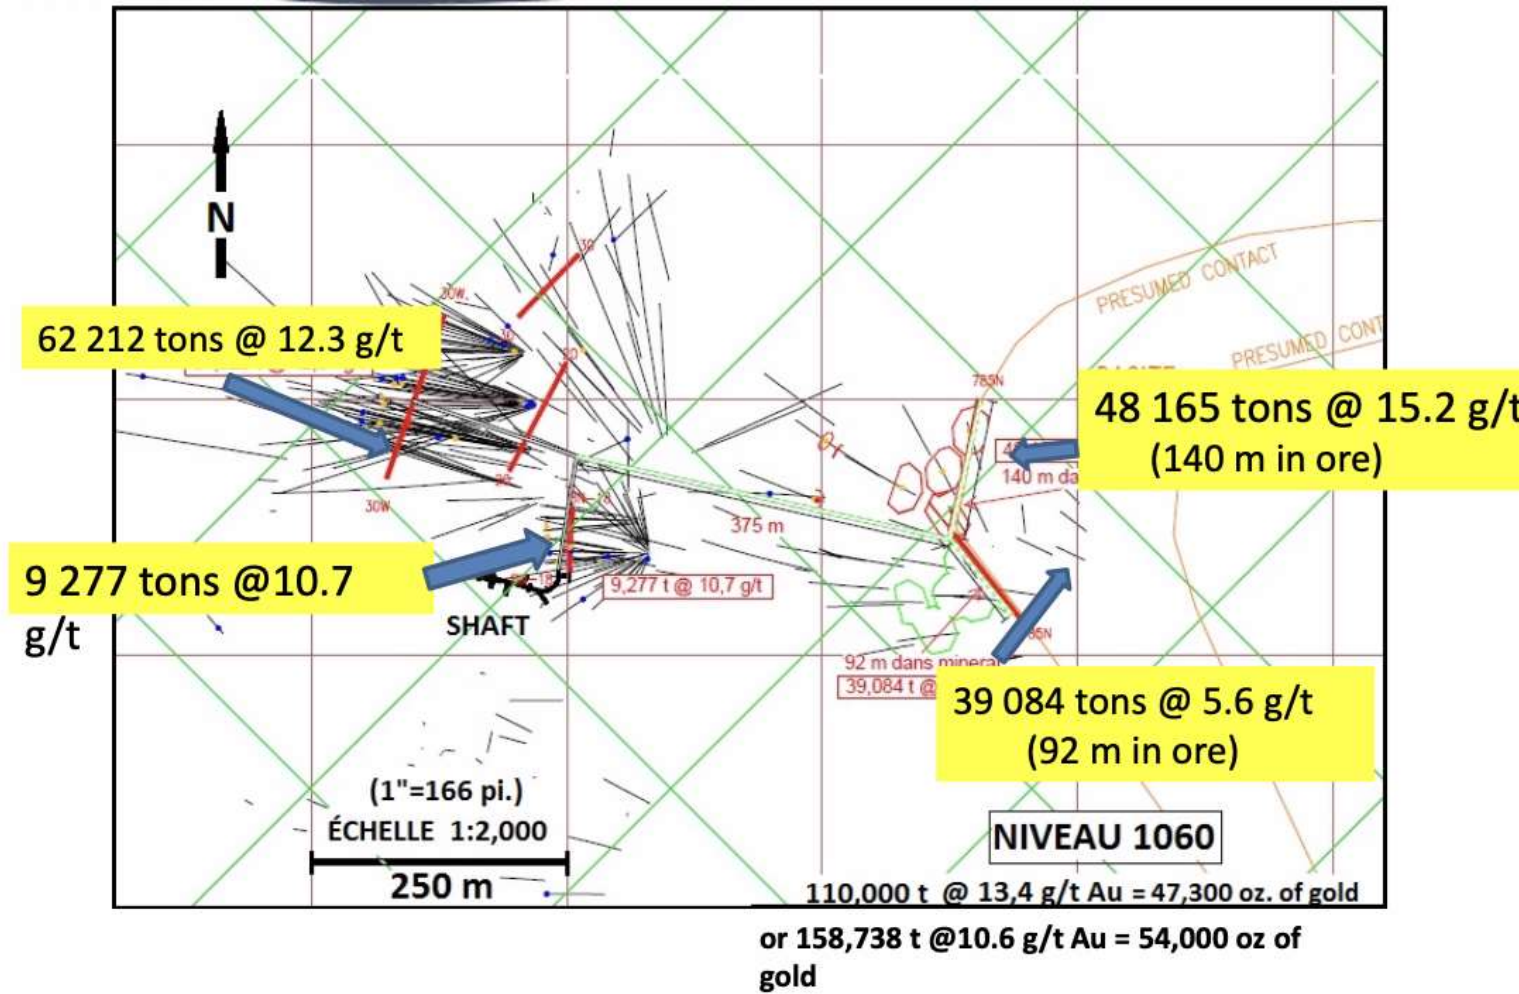 N
30
30W.
30
30
62 212 tons @ 12.3 g/t
PRESUMED CONTACT
PRESUMED CONT
785N
48 165 tons @ 15.2 g/t
(140 m in ore)
140 m da
30W
375 m
9 277 tons @10.7
g/t
9,277 t @ 10,7 g/t
SHAFT
92 m dans minerai
39,084 t @
39 084 tons @ 5.6 g/t
(92 m in ore)
(1"=166 pi.)
ÉCHELLE 1:2,000
250 m
NIVEAU 1060
110,000 t @ 13,4 g/t Au = 47,300 oz. of gold
or 158,738 t @10.6 g/t Au = 54,000 oz of
gold